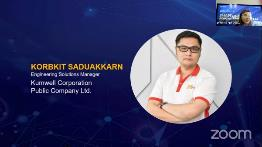 KORBKIT SADUAKKARN
Engineering Solutions Manager
Kumwell Corporation
Public Company Ltd.
zoom